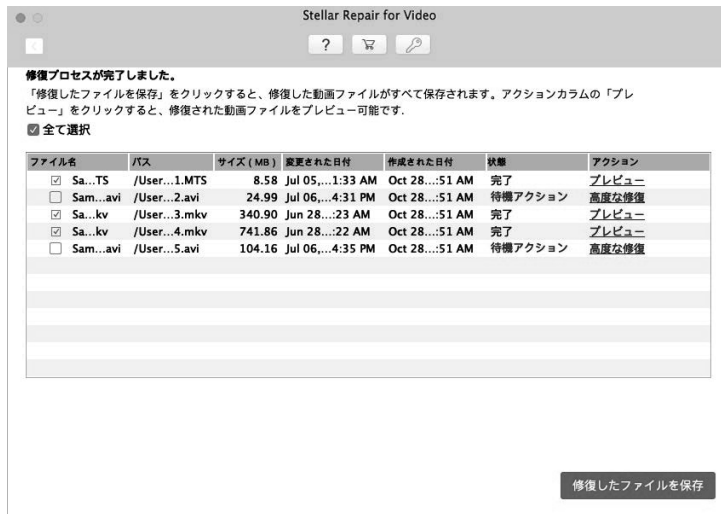 Stellar Repair for Video
?
修復プロセスが完了しました。
「修復したファイルを保存」をクリックすると、修復した動画ファイルがすべて保存されます。アクションカラムの「プレ
ビュー」をクリックすると、修復された動画ファイルをプレビュー可能です.
全て選択
ファイル名 パス サイズ ( MB ) 変更された日付 作成された日付 状態 アクション
Sa...TS /User...1.MTS 8.58 Jul 05,...1:33 AM Oct 28...:51 AM 完了 プレビュー
Sam...avi /User...2.avi 24.99 Jul 06,...4:31 PM Oct 28...:51 AM 待機アクション 高度な修復
Sa...kv /User...3.mkv 340.90 Jun 28...:23 AM Oct 28...:51 AM 完了 プレビュー
Sa...kv /User...4.mkv 741.86 Jun 28...:22 AM Oct 28...:51 AM 完了 プレビュー
Sam...avi /User...5.avi 104.16 Jul 06,...4:35 PM Oct 28...:51 AM 待機アクション 高度な修復
修復したファイルを保存